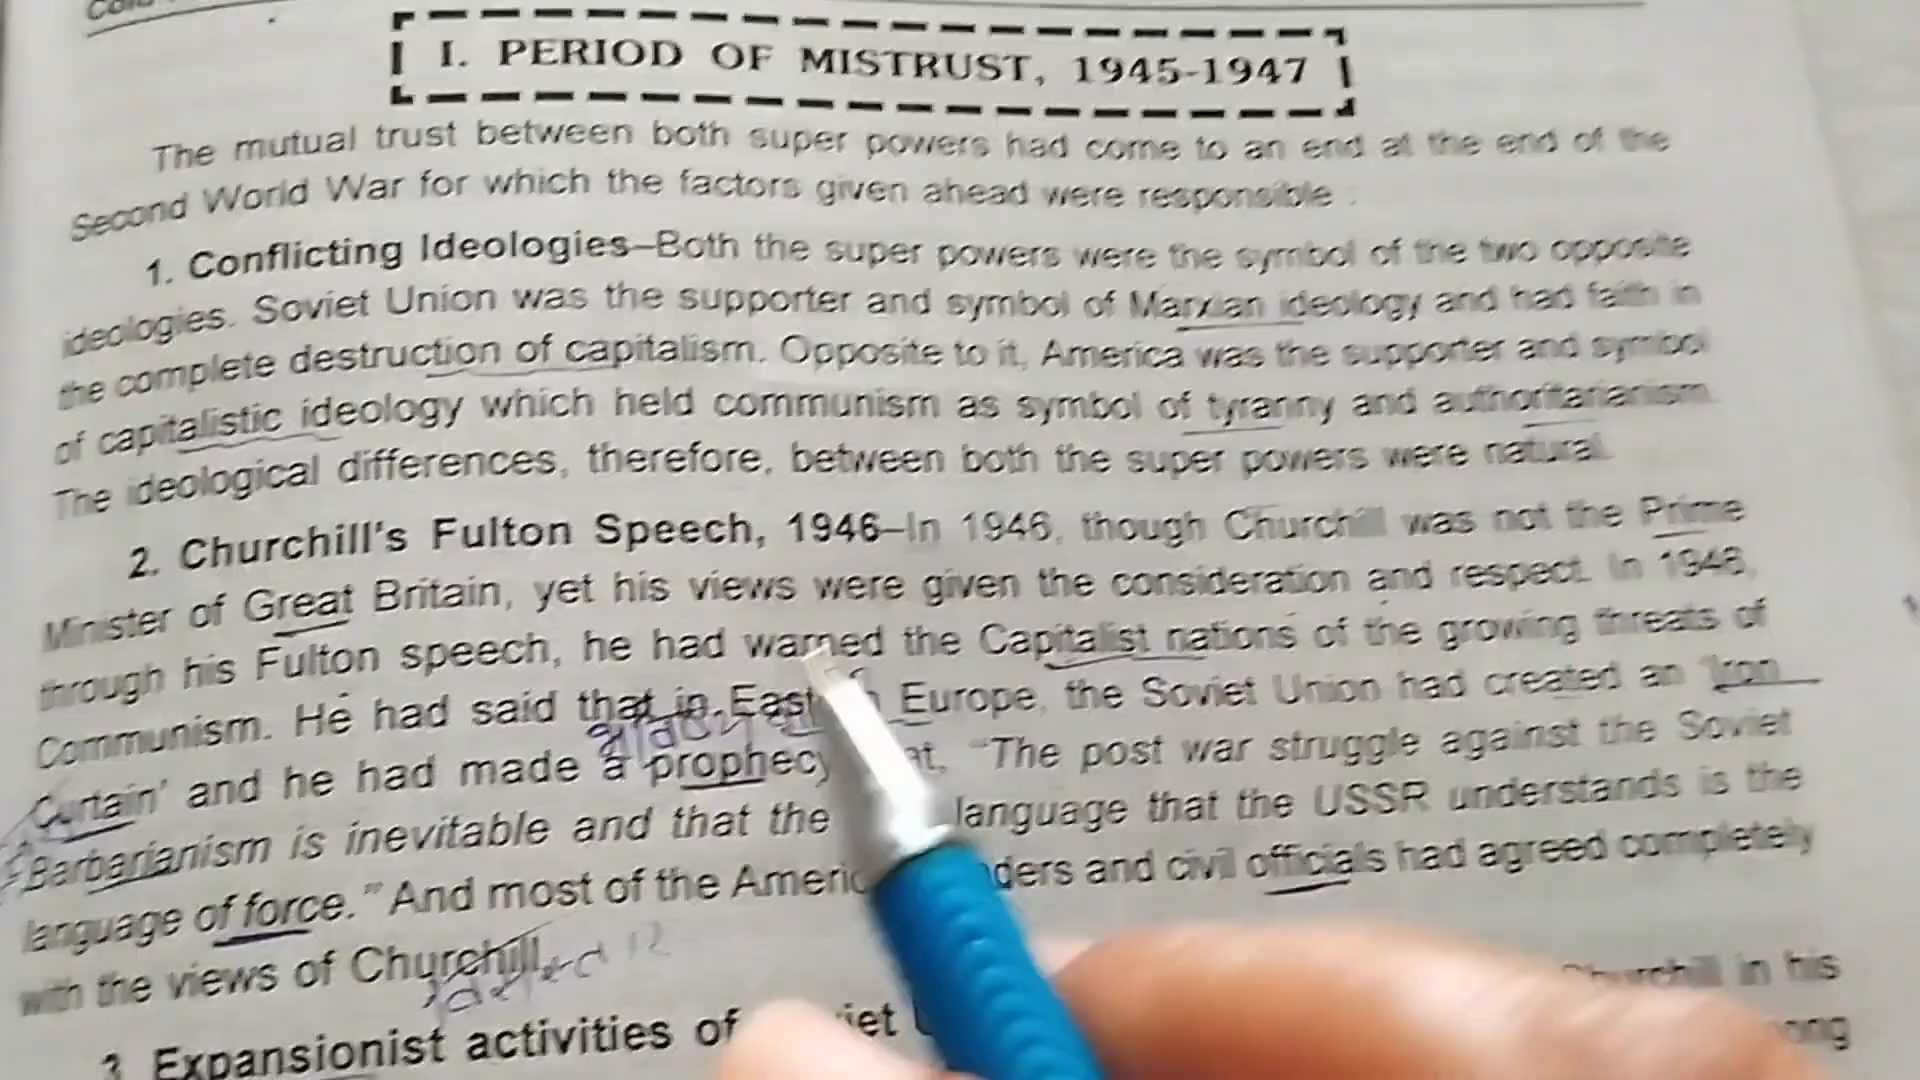 I. PERIOD OF MISTRUST, 1945-1947
The mutual trust between both super powers had come to an end at the end of the
Second World War for which the factors given ahead were responsible :
1. Conflicting Ideologies–Both the super powers were the symbol of the two opposite
ideologies. Soviet Union was the supporter and symbol of Marxian ideology and had faith in
the complete destruction of capitalism. Opposite to it, America was the supporter and symbol
of capitalistic ideology which held communism as symbol of tyranny and authoritarianism.
The ideological differences, therefore, between both the super powers were natural.
2. Churchill's Fulton Speech, 1946–In 1946, though Churchill was not the Prime
Minister of Great Britain, yet his views were given the consideration and respect. In 1946,
through his Fulton speech, he had warned the Capitalist nations of the growing threats of
Communism. He had said that in East Europe, the Soviet Union had created an 'Iron
Curtain' and he had made a prophecy "The post war struggle against the Soviet
Barbarianism is inevitable and that the language that the USSR understands is the
language of force." And most of the and civil officials had agreed completely
with the views of Churchill.
Churchill in his
3. Expansionist activities of